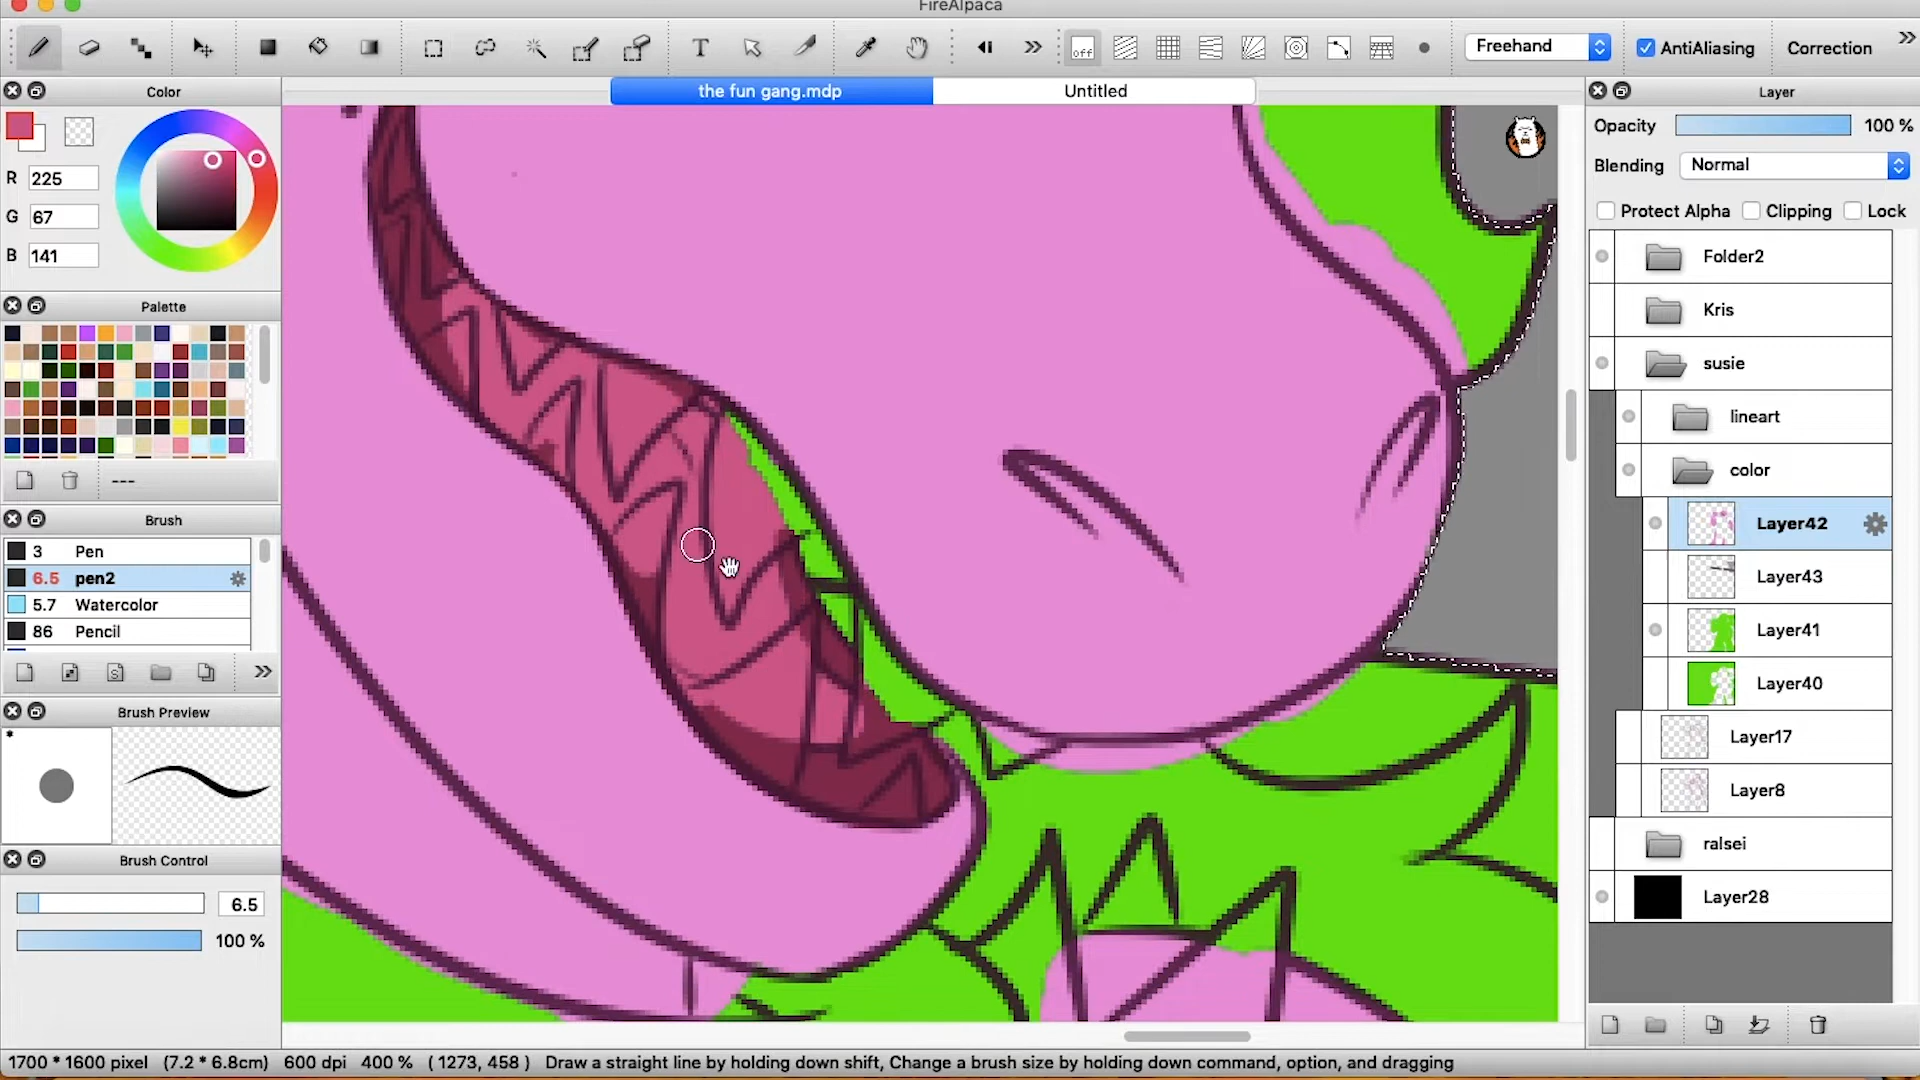 FireAlpaca
T
off
Freehand
AntiAliasing
Correction
Color
the fun gang.mdp
Untitled
Layer
R 225
G 67
B 141
Opacity 100 %
Blending Normal
Protect Alpha Clipping Lock
Palette
---
Brush
3 Pen
6.5 pen2
5.7 Watercolor
86 Pencil
Brush Preview
*
Brush Control
6.5
100 %
Folder2
Kris
susie
lineart
color
Layer42
Layer43
Layer41
Layer40
Layer17
Layer8
ralsei
Layer28
1700 * 1600 pixel (7.2 * 6.8cm) 600 dpi 400 % ( 1273, 458 ) Draw a straight line by holding down shift, Change a brush size by holding down command, option, and dragging